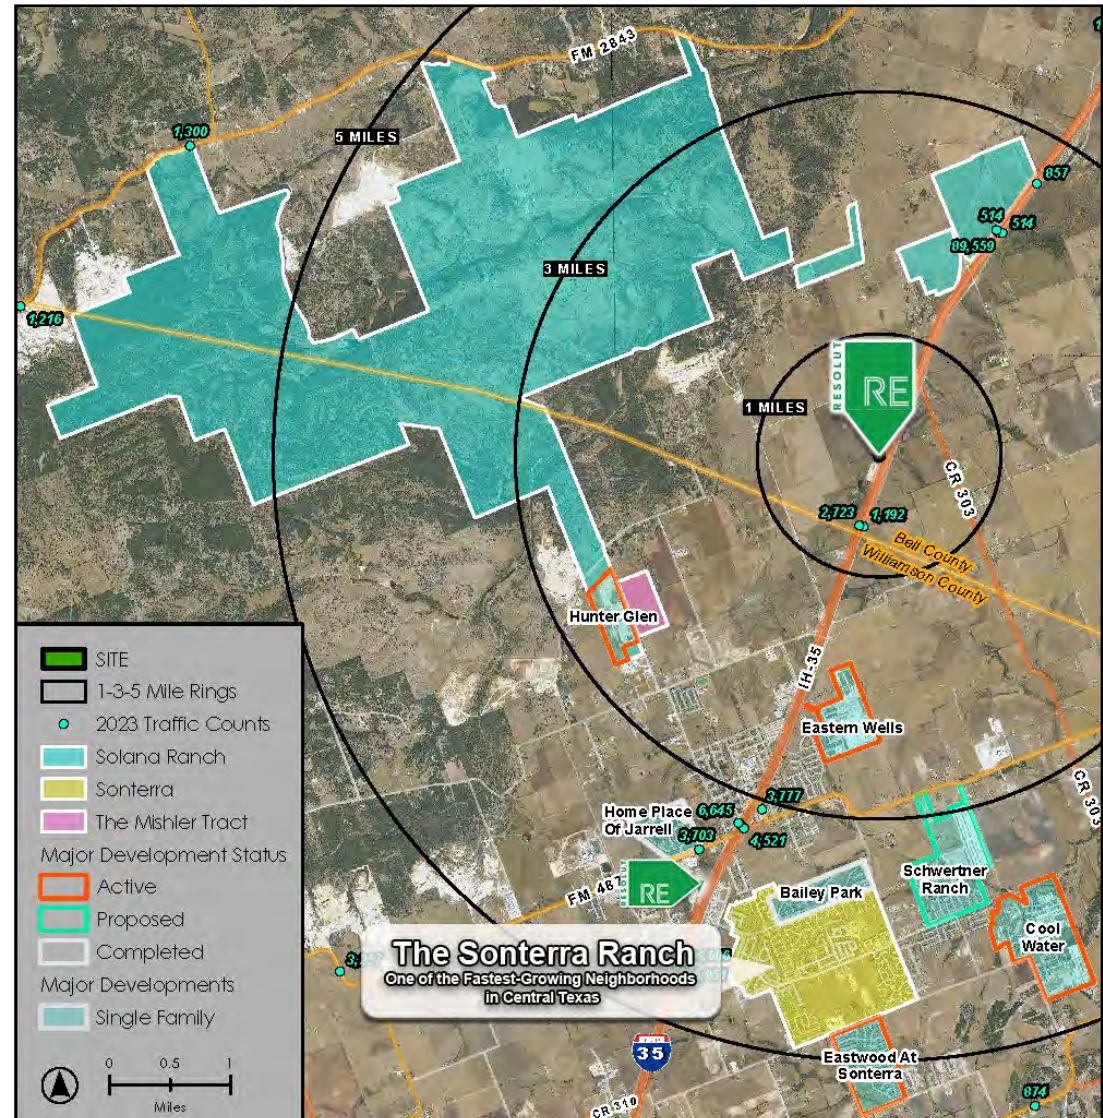 FM 2843
1,300
5 MILES
857
514
514
89,559
3 MILES
1,216
RESOLUT
RE
1 MILES
CR 303
2,723
1,192
Bell County
Williamson County
Hunter Glen
IH-35
Eastern Wells
CR 303
3,777
6,645
Home Place
Of Jarrell
4,521
3,703
FM 487
RESOLUT
RE
Schwertner
Ranch
Bailey Park
Cool
Water
The Sonterra Ranch
One of the Fastest-Growing Neighborhoods
in Central Texas
35
Eastwood At
Sonterra
874
CR 310
SITE
1-3-5 Mile Rings
2023 Traffic Counts
Solana Ranch
Sonterra
The Mishler Tract
Major Development Status
Active
Proposed
Completed
Major Developments
Single Family
0 0.5 1
Miles